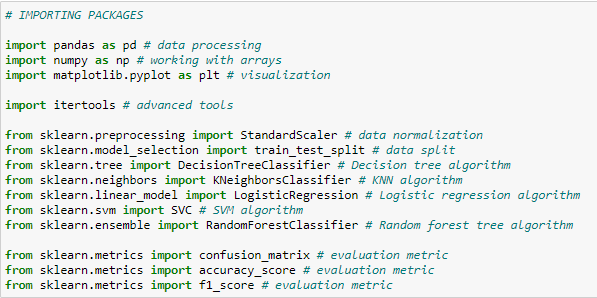 # IMPORTING PACKAGES
import pandas as pd # data processing
import numpy as np # working with arrays
import matplotlib.pyplot as plt # visualization
import itertools # advanced tools
from sklearn.preprocessing import StandardScaler # data normalization
from sklearn.model_selection import train_test_split # data split
from sklearn.tree import DecisionTreeClassifier # Decision tree algorithm
from sklearn.neighbors import KNeighborsClassifier # KNN algorithm
from sklearn.linear_model import LogisticRegression # Logistic regression algorithm
from sklearn.svm import SVC # SVM algorithm
from sklearn.ensemble import RandomForestClassifier # Random forest tree algorithm
from sklearn.metrics import confusion_matrix # evaluation metric
from sklearn.metrics import accuracy_score # evaluation metric
from sklearn.metrics import f1_score # evaluation metric